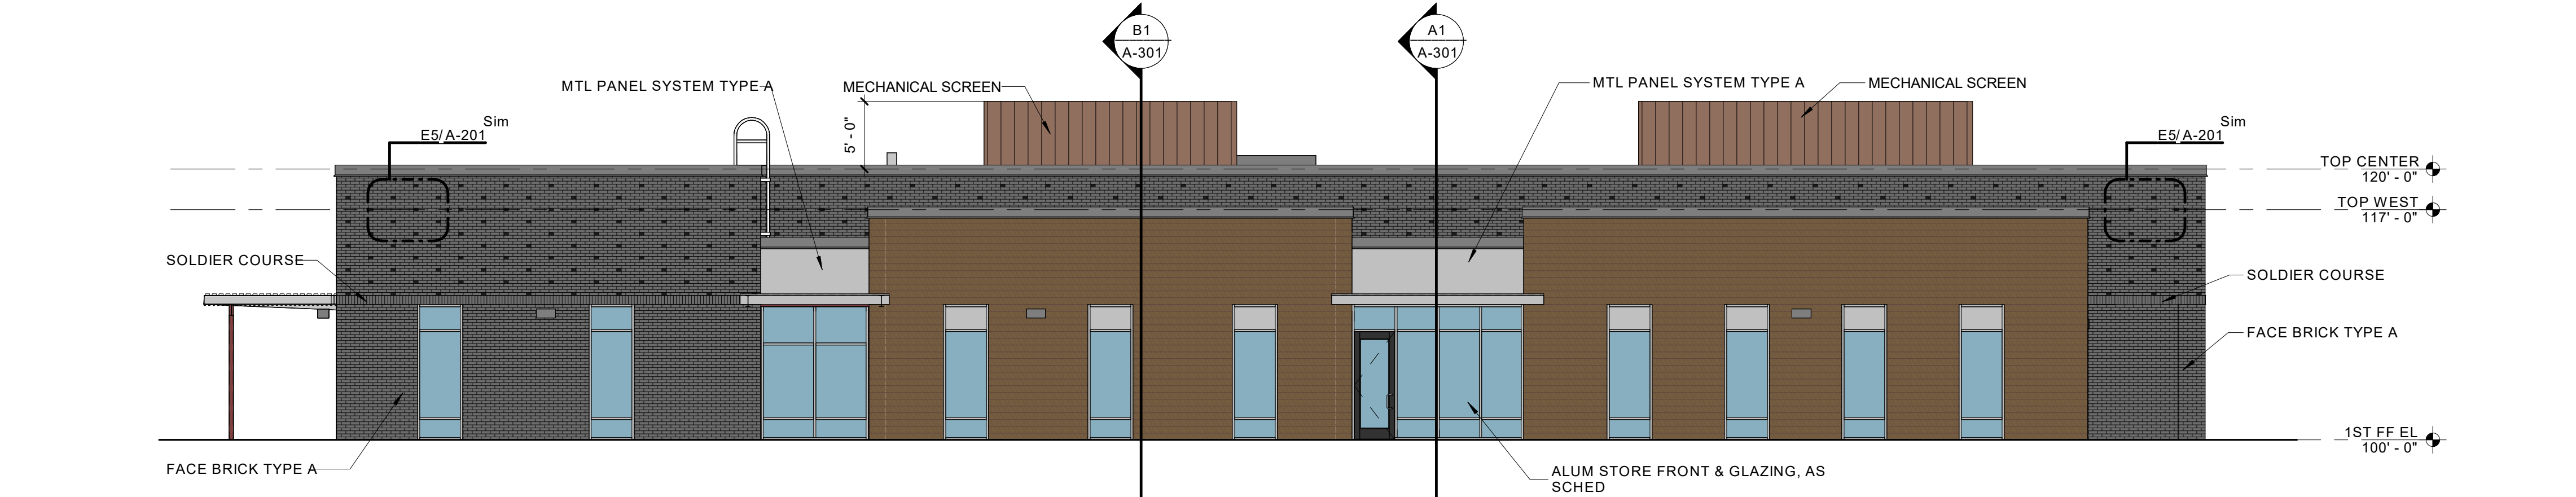 B1
A-301
A1
A-301
MTL PANEL SYSTEM TYPE A
MECHANICAL SCREEN
MTL PANEL SYSTEM TYPE A
MECHANICAL SCREEN
Sim
E5/ A-201
5' - 0"
Sim
E5/ A-201
TOP CENTER
120' - 0"
TOP WEST
117' - 0"
SOLDIER COURSE
SOLDIER COURSE
FACE BRICK TYPE A
1ST FF EL
100' - 0"
FACE BRICK TYPE A
ALUM STORE FRONT & GLAZING, AS
SCHED